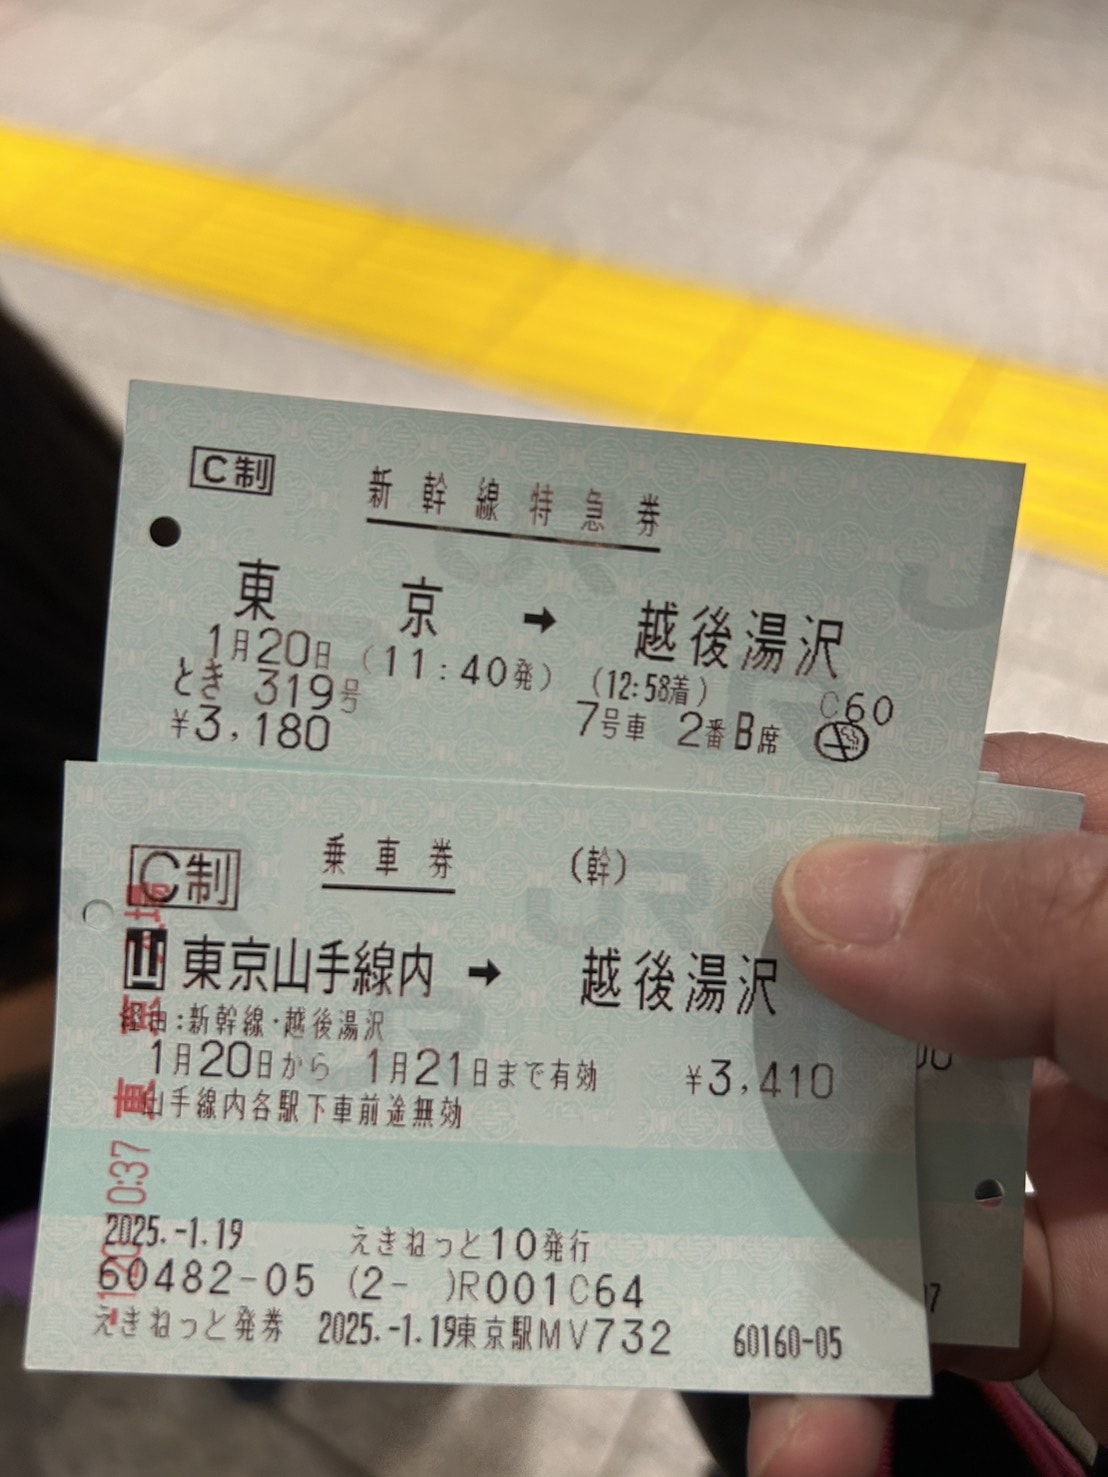 C制
新幹線特急券
東京 → 越後湯沢
1月20日 (11:40発) (12:58着) C60
とき 319号 7号車 2番B席
¥3,180
C制 乗車券 (幹)
山 東京山手線内 → 越後湯沢
経由:新幹線・越後湯沢
1月20日から 1月21日まで有効 ¥3,410
山手線内各駅下車前途無効
2025.-1.19 えきねっと10発行
60482-05 (2- )R001C64
えきねっと発券 2025.-1.19東京駅MV732 60160-05